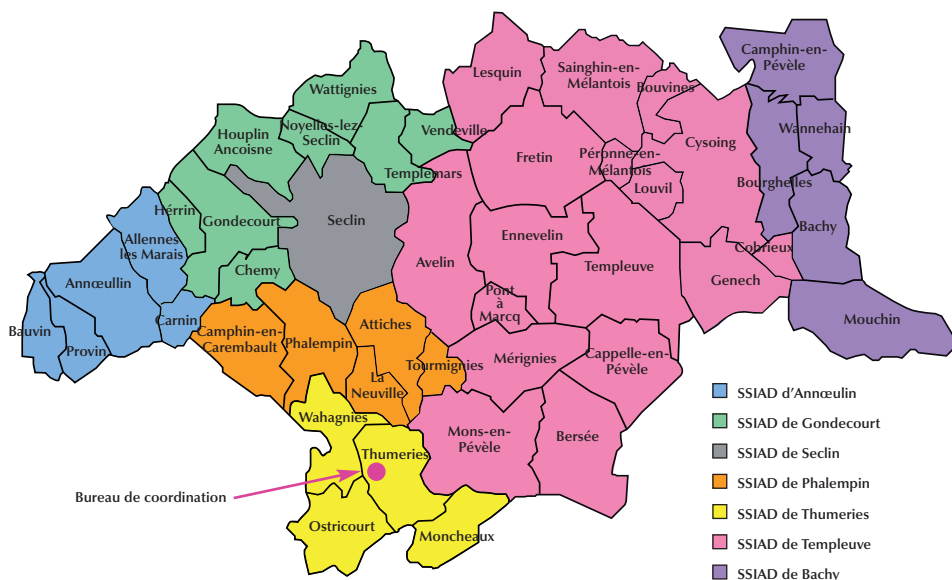 Camphin-en-
Pévèle
Lesquin
Sainghin-en-
Mélantois
Bouvines
Wattignies
Noyelles-lez-
Seclin
Vendeville
Houplin
Ancoisne
Wannehain
Cysoing
Fretin
Péronne-en-
Mélantois
Templemars
Louvil
Bourghelles
Hérrin
Gondecourt
Seclin
Allennes
les Marais
Ennevelin
Bachy
Cobrieux
Avelin
Templeuve
Chemy
Genech
Annœullin
Pont
à
Marcq
Mouchin
Carnin
Bauvin
Provin
Camphin-en-
Carembault
Phalempin
Attiches
Tourmignies
Mérignies
Cappelle-en-
Pévèle
La
Neuville
Wahagnies
Mons-en-
Pévèle
Bersée
Thumeries
Bureau de coordination
Ostricourt
Moncheaux
SSIAD d'Annœulin
SSIAD de Gondecourt
SSIAD de Seclin
SSIAD de Phalempin
SSIAD de Thumeries
SSIAD de Templeuve
SSIAD de Bachy